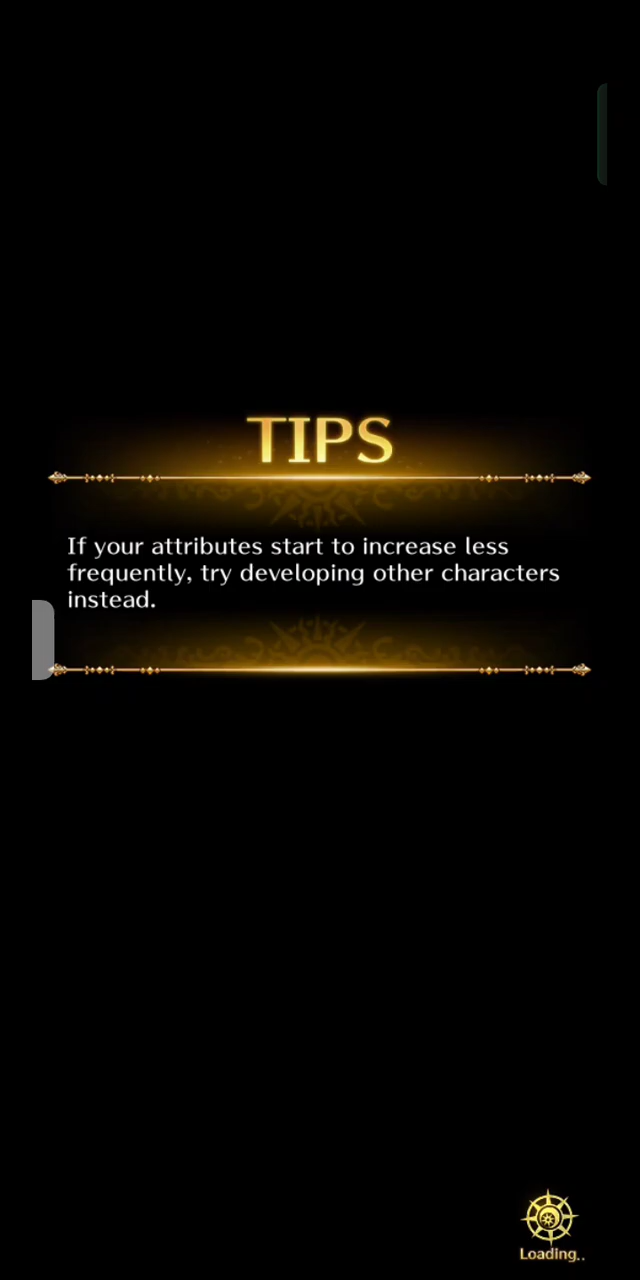 TIPS
If your attributes start to increase less
frequently, try developing other characters
instead.
Loading..